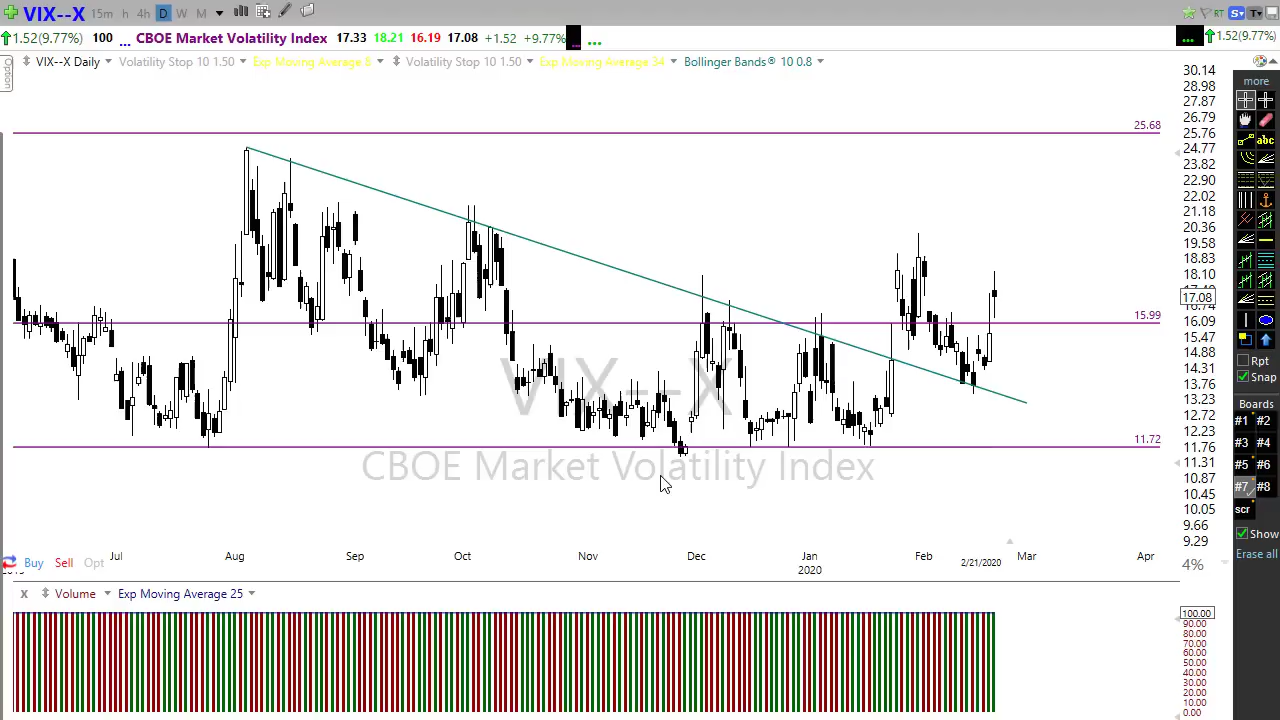 VIX--X 15m h 4h D W M RT S T
1.52(9.77%) 100 ... CBOE Market Volatility Index 17.33 18.21 16.19 17.08 +1.52 +9.77% ... ... 1.52(9.77%)
Option
VIX--X Daily Volatility Stop 10 1.50 Exp Moving Average 8 Volatility Stop 10 1.50 Exp Moving Average 34 Bollinger Bands® 10 0.8
30.14
28.98
27.87
26.79
25.76
24.77
23.82
22.90
22.02
21.18
20.36
19.58
18.83
18.10
17.08
16.09
15.47
14.88
14.31
13.76
13.23
12.72
12.23
11.76
11.31
10.87
10.45
10.05
9.66
9.29
4%
25.68
15.99
11.72
VIX--X
CBOE Market Volatility Index
Jul Aug Sep Oct Nov Dec Jan Feb Mar Apr
2020 2/21/2020
Buy Sell Opt
x Volume Exp Moving Average 25
100.00
90.00
80.00
70.00
60.00
50.00
40.00
30.00
20.00
10.00
0.00
more
abc
Rpt
Snap
Boards
#1 #2
#3 #4
#5 #6
#7 #8
scr
Show
Erase all